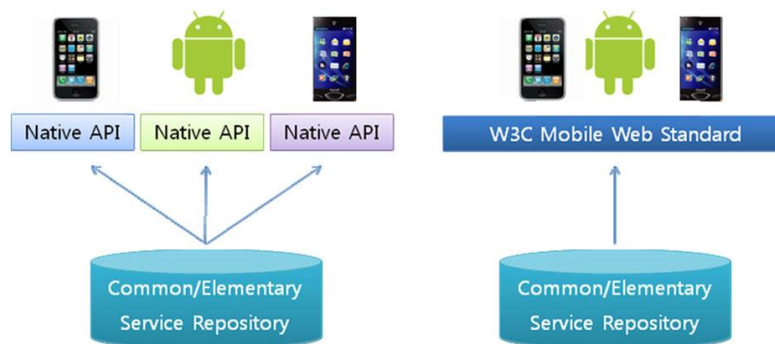 Native API
Native API
Native API
W3C Mobile Web Standard
Common/Elementary
Service Repository
Common/Elementary
Service Repository